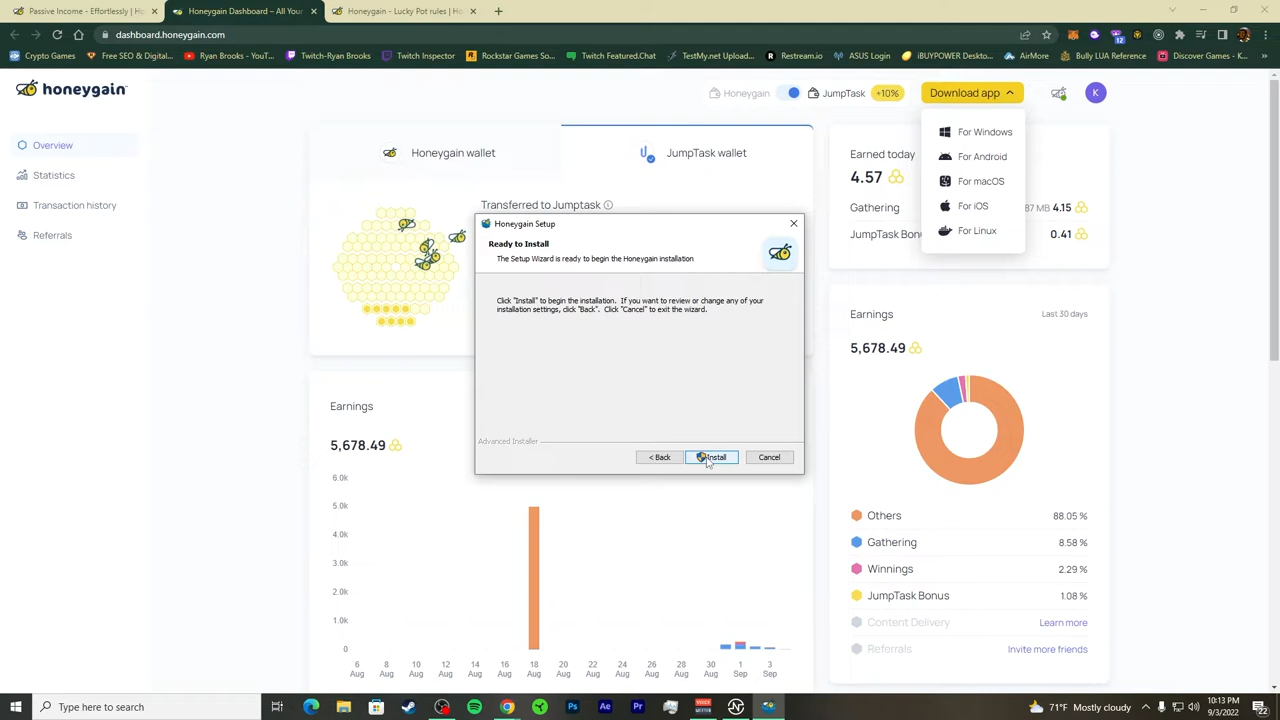 Passive Income - Effortlessly | H
Honeygain Dashboard – All Your
Honeygain - Lucky Pot rules | Ho
dashboard.honeygain.com
12
Crypto Games
Free SEO & Digital...
Ryan Brooks - YouT...
Twitch-Ryan Brooks
Twitch Inspector
Rockstar Games - S...
Twitch Featured.Chat
TestMy.net Upload...
Restream.io
ASUS Login
iBUYPOWER Desktop...
AirMore
Bully LUA Reference
Discover Games - I...
»
honeygain
Honeygain
JumpTask
+10%
Download app
K
For Windows
For Android
For macOS
For iOS
For Linux
Overview
Statistics
Transaction history
Referrals
Honeygain wallet
JumpTask wallet
Transferred to Jumptask
Earned today
4.57
Gathering
87 MB 4.15
JumpTask Bonu
0.41
Honeygain Setup
Ready to Install
The Setup Wizard is ready to begin the Honeygain installation
Click "Install" to begin the installation. If you want to review or change any of your
installation settings, click "Back". Click "Cancel" to exit the wizard.
Advanced Installer
< Back
Install
Cancel
Earnings
5,678.49
6.0k
5.0k
4.0k
3.0k
2.0k
1.0k
0
6 8 10 12 14 16 18 20 22 24 26 28 30 1 3
Aug Aug Aug Aug Aug Aug Aug Aug Aug Aug Aug Aug Aug Sep Sep
Earnings
Last 30 days
5,678.49
Others 88.05 %
Gathering 8.58 %
Winnings 2.29 %
JumpTask Bonus 1.08 %
Content Delivery Learn more
Referrals Invite more friends
Type here to search
Ps
Ae
Pr
71°F Mostly cloudy
10:13 PM
9/3/2022